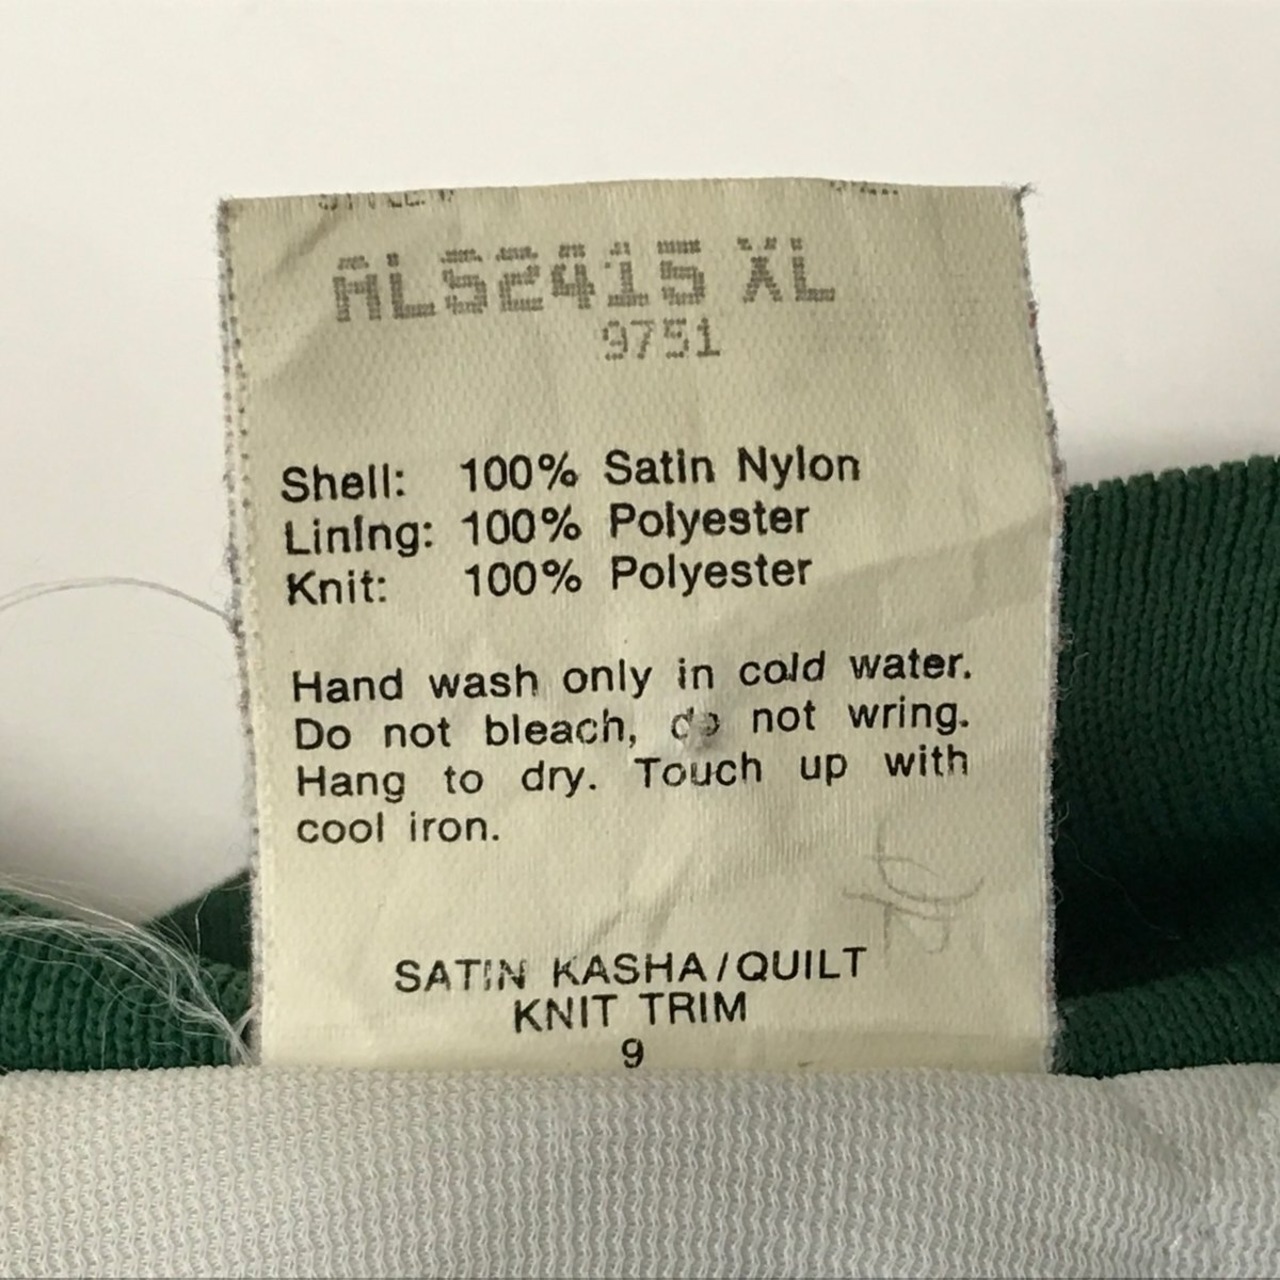 ALS2415 XL
9751
Shell: 100% Satin Nylon
Lining: 100% Polyester
Knit: 100% Polyester
Hand wash only in cold water.
Do not bleach, do not wring.
Hang to dry. Touch up with
cool iron.
SATIN KASHA/QUILT
KNIT TRIM
9